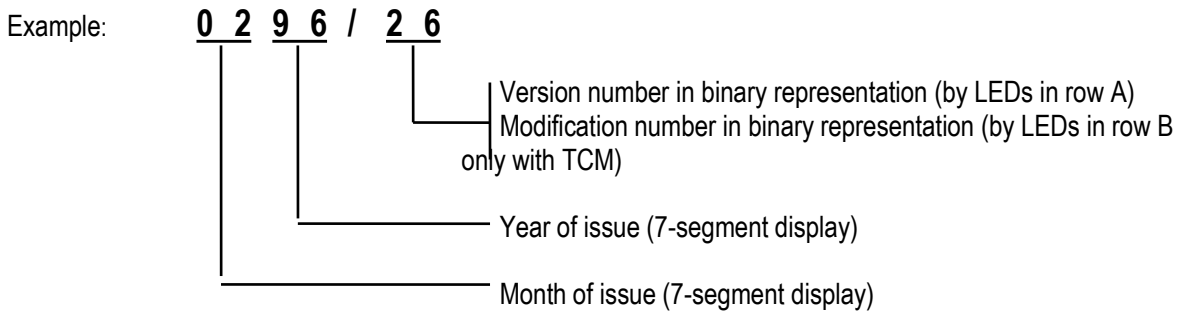 Example: 0 2 9 6 / 2 6
Version number in binary representation (by LEDs in row A)
Modification number in binary representation (by LEDs in row B
only with TCM)
Year of issue (7-segment display)
Month of issue (7-segment display)